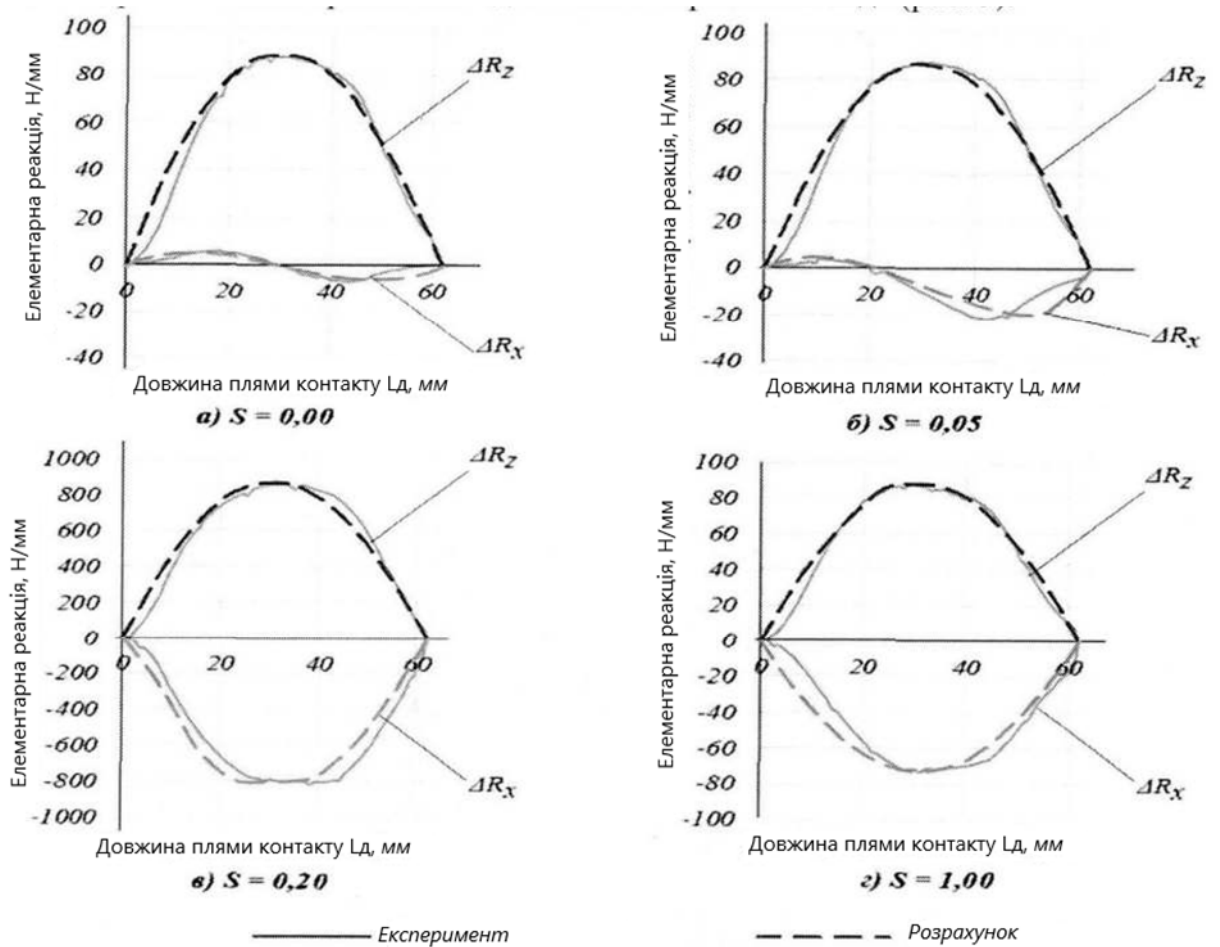 100
80
60
40
20
0
-20
-40
0
20
40
60
Елементарна реакція, Н/мм
ΔRz
ΔRx
Довжина плями контакту Lд, мм
а) S = 0,00
100
80
60
40
20
0
-20
-40
0
20
40
60
Елементарна реакція, Н/мм
ΔRz
ΔRx
Довжина плями контакту Lд, мм
б) S = 0,05
1000
800
600
400
200
0
-200
-400
-600
-800
-1000
0
20
40
60
Елементарна реакція, Н/мм
ΔRz
ΔRx
Довжина плями контакту Lд, мм
в) S = 0,20
100
80
60
40
20
0
-20
-40
-60
-80
-100
0
20
40
60
Елементарна реакція, Н/мм
ΔRz
ΔRx
Довжина плями контакту Lд, мм
г) S = 1,00
Експеримент
Розрахунок